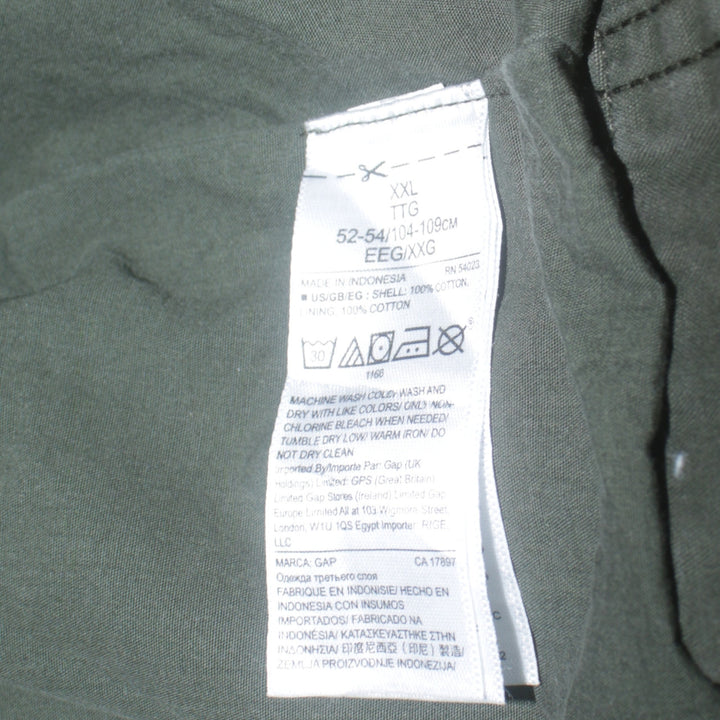 XXL
TTG
52-54/104-109CM
EEG/XXG
RN 54023
MADE IN INDONESIA
■ US/GB/EG : SHELL: 100% COTTON.
LINING: 100% COTTON
30
1168
MACHINE WASH COLD/ WASH AND
DRY WITH LIKE COLORS/ ONLY NON-
CHLORINE BLEACH WHEN NEEDED/
TUMBLE DRY LOW/ WARM IRON/ DO
NOT DRY CLEAN
Imported By/Importe Par: Gap (UK
Holdings) Limited: GPS (Great Britain)
Limited Gap Stores (Ireland) Limited Gap
Europe Limited All at 103 Wigmore Street,
London, W1U 1QS Egypt Importer: RIGE,
LLC
MARCA: GAP CA 17897
Одежда третьего слоя
FABRIQUE EN INDONISIE/ HECHO EN
INDONESIA CON INSUMOS
IMPORTADOS/ FABRICADO NA
INDONÉSIA/ ΚΑΤΑΣΚΕΥΑΣΤΗΚΕ ΣΤΗΝ
ΙΝΔΟΝΗΣΙΑ/ 印度尼西亞 (印尼) 製造/
ZEMLJA PROIZVODNJE INDONEZIJA/
C
2